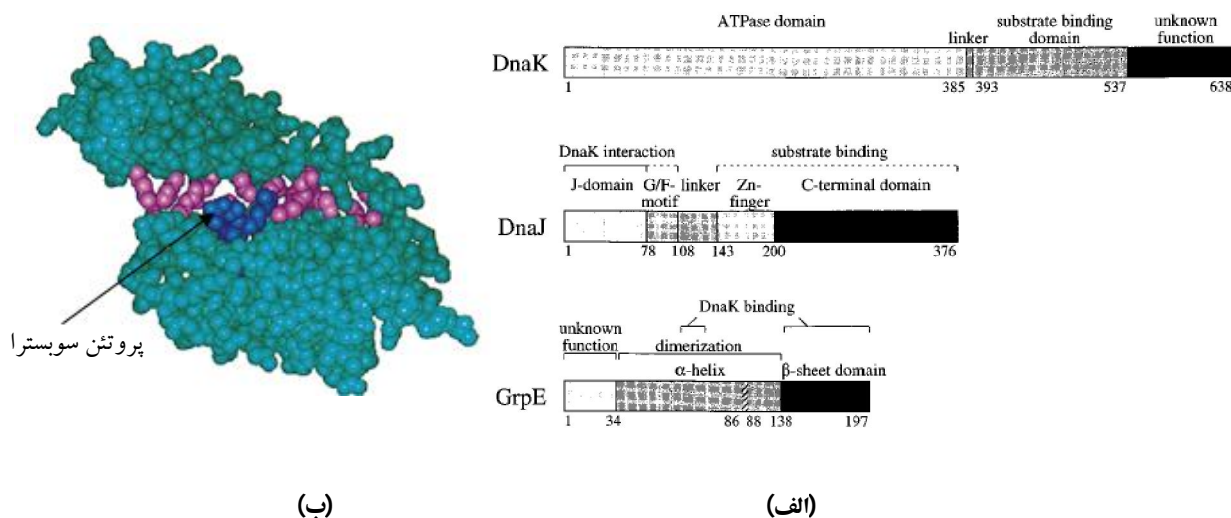 ATPase domain
linker
substrate binding
domain
unknown
function
DnaK
1
385
393
537
638
DnaK interaction
substrate binding
J-domain
G/F-
motif
linker
Zn-
finger
C-terminal domain
DnaJ
1
78
108
143
200
376
DnaK binding
unknown
function
dimerization
α-helix
β-sheet domain
GrpE
1
34
86
88
138
197
پروتئن سوبسترا
(الف)
(ب)